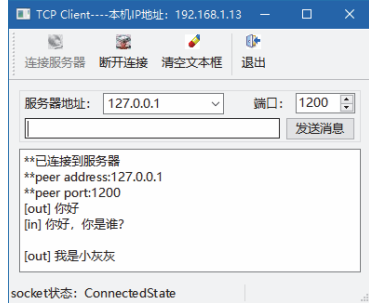 TCP Client----本机IP地址：192.168.1.13
连接服务器 断开连接 清空文本框 退出
服务器地址： 127.0.0.1 端口： 1200
发送消息
**已连接到服务器
**peer address:127.0.0.1
**peer port:1200
[out] 你好
[in] 你好，你是谁?
[out] 我是小灰灰
socket状态：ConnectedState